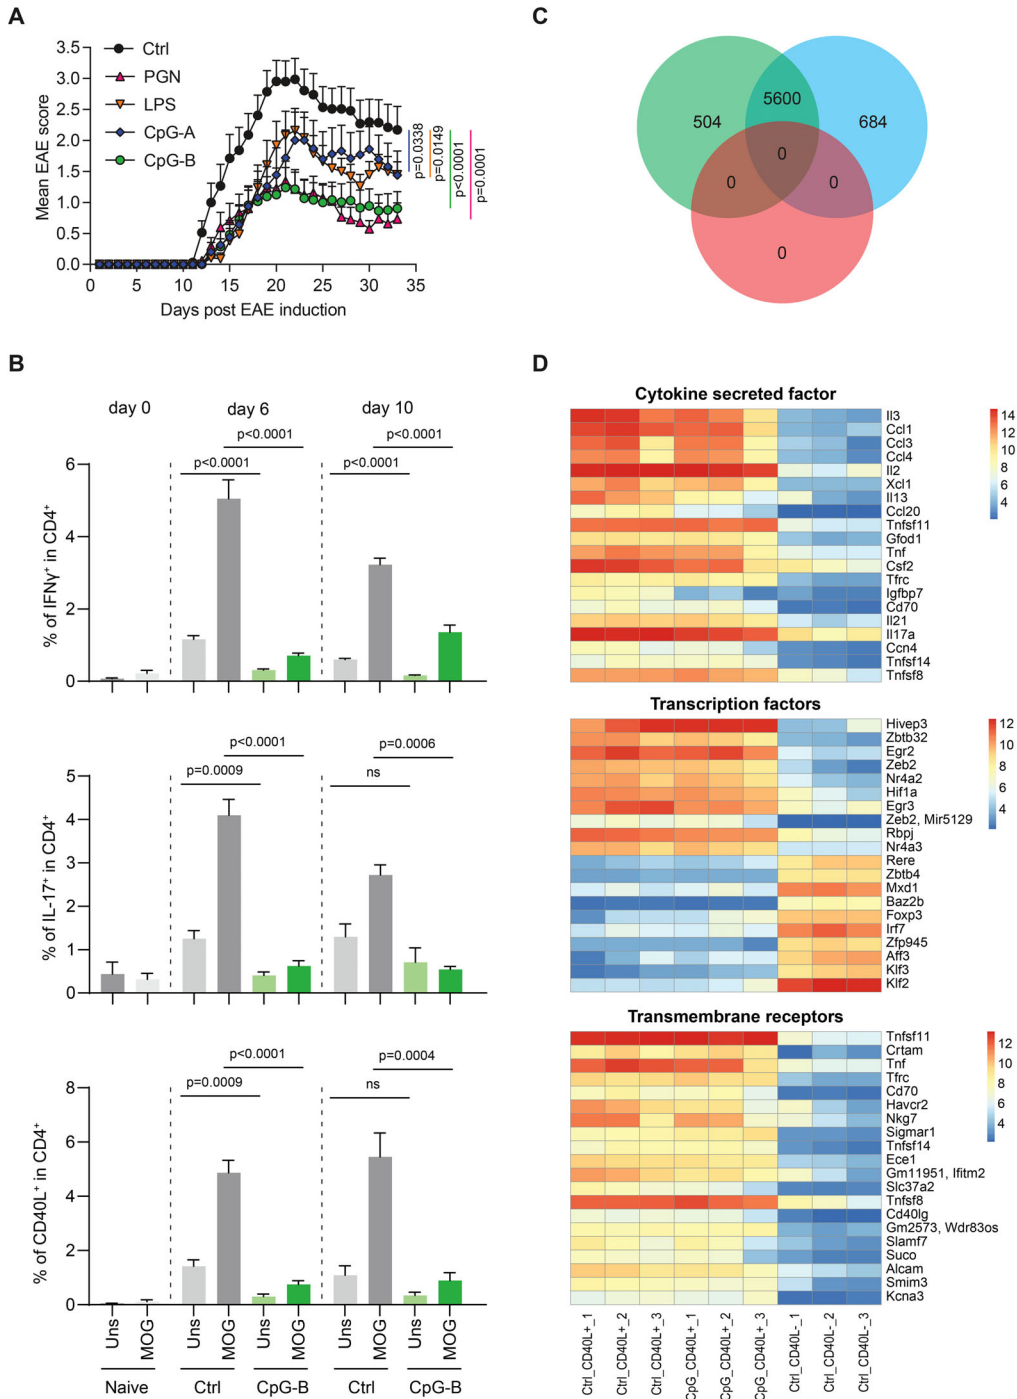 A
3.5
3.0
2.5
2.0
1.5
1.0
0.5
0.0
Mean EAE score
Ctrl
PGN
LPS
CpG-A
CpG-B
p=0.0338
p=0.0149
p<0.0001
p=0.0001
0 5 10 15 20 25 30 35
Days post EAE induction
C
504
5600
684
0
0
0
0
B
day 0 day 6 day 10
p<0.0001
p<0.0001
p<0.0001
p<0.0001
6
4
2
0
% of IFNγ⁺ in CD4⁺
p<0.0001
p=0.0006
p=0.0009
ns
5
4
3
2
1
0
% of IL-17⁺ in CD4⁺
p<0.0001
p=0.0004
p=0.0009
ns
8
6
4
2
0
% of CD40L⁺ in CD4⁺
Uns MOG Uns MOG Uns MOG Uns MOG Uns MOG
Naive Ctrl CpG-B Ctrl CpG-B
D
Cytokine secreted factor
Il3
Ccl1
Ccl3
Ccl4
Il2
Xcl1
Il13
Ccl20
Tnfsf11
Gfod1
Tnf
Csf2
Tfrc
Igfbp7
Cd70
Il21
Il17a
Ccn4
Tnfsf14
Tnfsf8
14
12
10
8
6
4
Transcription factors
Hivep3
Zbtb32
Egr2
Zeb2
Nr4a2
Hif1a
Egr3
Zeb2, Mir5129
Rbpj
Nr4a3
Rere
Zbtb4
Mxd1
Baz2b
Foxp3
Irf7
Zfp945
Aff3
Klf3
Klf2
12
10
8
6
4
Transmembrane receptors
Tnfsf11
Crtam
Tnf
Tfrc
Cd70
Havcr2
Nkg7
Sigmar1
Tnfsf14
Ece1
Gm11951, Ifitm2
Slc37a2
Tnfsf8
Cd40lg
Gm2573, Wdr83os
Slamf7
Suco
Alcam
Smim3
Kcna3
12
10
8
6
4
Ctrl_CD40L+_1
Ctrl_CD40L+_2
Ctrl_CD40L+_3
CpG_CD40L+_1
CpG_CD40L+_2
CpG_CD40L+_3
Ctrl_CD40L-_1
Ctrl_CD40L-_2
Ctrl_CD40L-_3